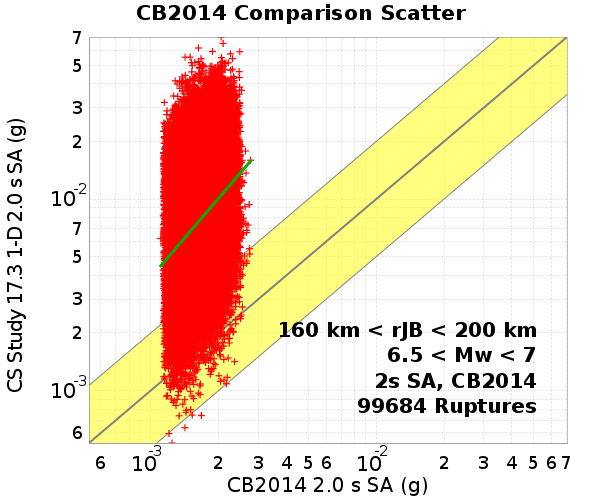 CB2014 Comparison Scatter
CS Study 17.3 1-D 2.0 s SA (g)
7
5
3
2
10-2
7
5
3
2
10-3
6
160 km < rJB < 200 km
6.5 < Mw < 7
2s SA, CB2014
99684 Ruptures
6 10-3 2 3 4 5 6 10-2 2 3 4 5 6 7
CB2014 2.0 s SA (g)